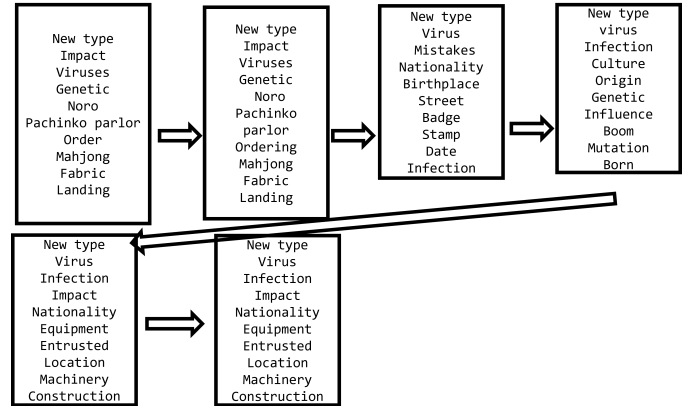 New type
Impact
Viruses
Genetic
Noro
Pachinko parlor
Order
Mahjong
Fabric
Landing
New type
Impact
Viruses
Genetic
Noro
Pachinko
parlor
Ordering
Mahjong
Fabric
Landing
New type
Virus
Mistakes
Nationality
Birthplace
Street
Badge
Stamp
Date
Infection
New type
virus
Infection
Culture
Origin
Genetic
Influence
Boom
Mutation
Born
New type
Virus
Infection
Impact
Nationality
Equipment
Entrusted
Location
Machinery
Construction
New type
Virus
Infection
Impact
Nationality
Equipment
Entrusted
Location
Machinery
Construction